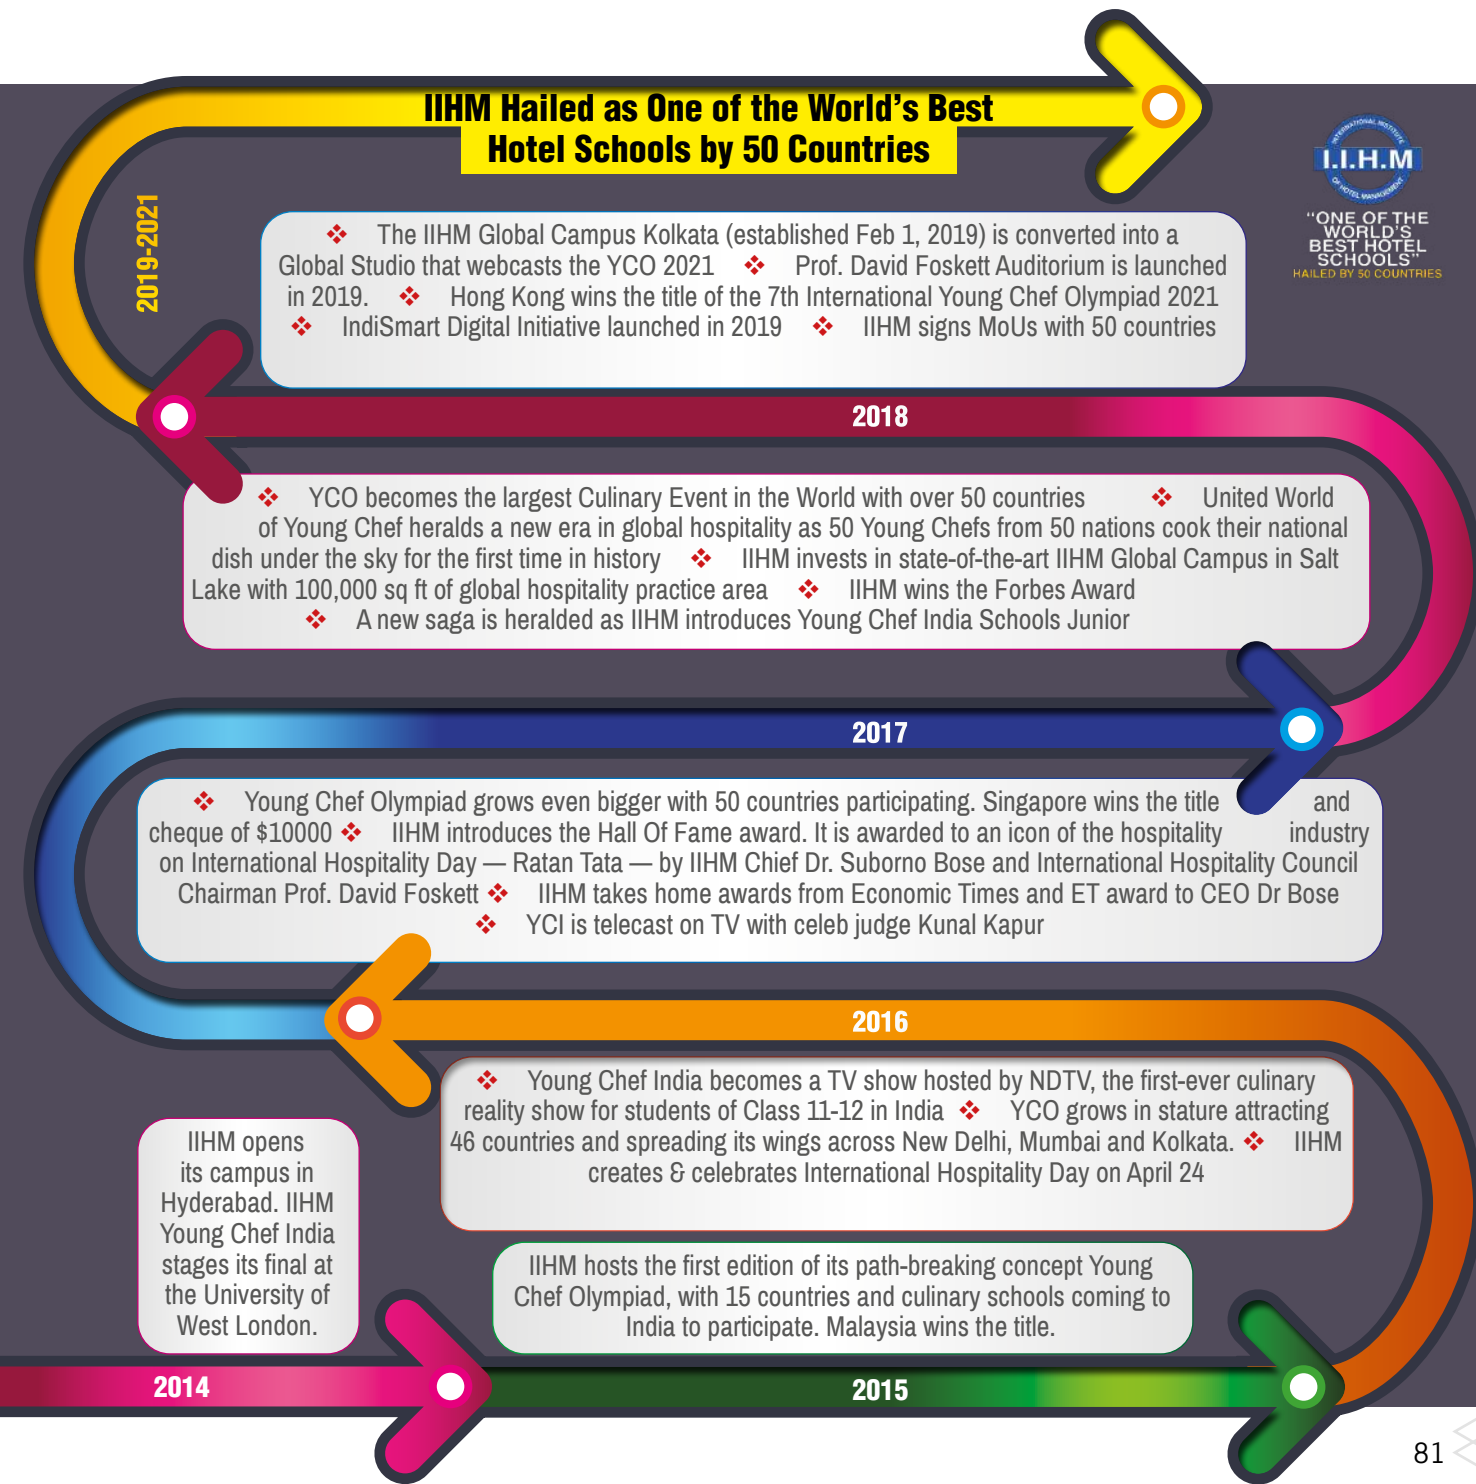 IIHM Hailed as One of the World's Best
Hotel Schools by 50 Countries
I.I.H.M
INTERNATIONAL INSTITUTE
OF HOTEL MANAGEMENT
"ONE OF THE
WORLD'S
BEST HOTEL
SCHOOLS"
HAILED BY 50 COUNTRIES
2019-2021
❖ The IIHM Global Campus Kolkata (established Feb 1, 2019) is converted into a
Global Studio that webcasts the YCO 2021 ❖ Prof. David Foskett Auditorium is launched
in 2019. ❖ Hong Kong wins the title of the 7th International Young Chef Olympiad 2021
❖ IndiSmart Digital Initiative launched in 2019 ❖ IIHM signs MoUs with 50 countries
2018
❖ YCO becomes the largest Culinary Event in the World with over 50 countries ❖ United World
of Young Chef heralds a new era in global hospitality as 50 Young Chefs from 50 nations cook their national
dish under the sky for the first time in history ❖ IIHM invests in state-of-the-art IIHM Global Campus in Salt
Lake with 100,000 sq ft of global hospitality practice area ❖ IIHM wins the Forbes Award
❖ A new saga is heralded as IIHM introduces Young Chef India Schools Junior
2017
❖ Young Chef Olympiad grows even bigger with 50 countries participating. Singapore wins the title and
cheque of $10000 ❖ IIHM introduces the Hall Of Fame award. It is awarded to an icon of the hospitality industry
on International Hospitality Day — Ratan Tata — by IIHM Chief Dr. Suborno Bose and International Hospitality Council
Chairman Prof. David Foskett ❖ IIHM takes home awards from Economic Times and ET award to CEO Dr Bose
❖ YCI is telecast on TV with celeb judge Kunal Kapur
2016
❖ Young Chef India becomes a TV show hosted by NDTV, the first-ever culinary
reality show for students of Class 11-12 in India ❖ YCO grows in stature attracting
46 countries and spreading its wings across New Delhi, Mumbai and Kolkata. ❖ IIHM
creates & celebrates International Hospitality Day on April 24
IIHM opens
its campus in
Hyderabad. IIHM
Young Chef India
stages its final at
the University of
West London.
IIHM hosts the first edition of its path-breaking concept Young
Chef Olympiad, with 15 countries and culinary schools coming to
India to participate. Malaysia wins the title.
2014
2015
81